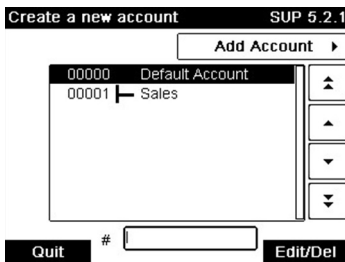 Create a new account SUP 5.2.1
Add Account
00000 Default Account
00001 Sales
#
Quit Edit/Del